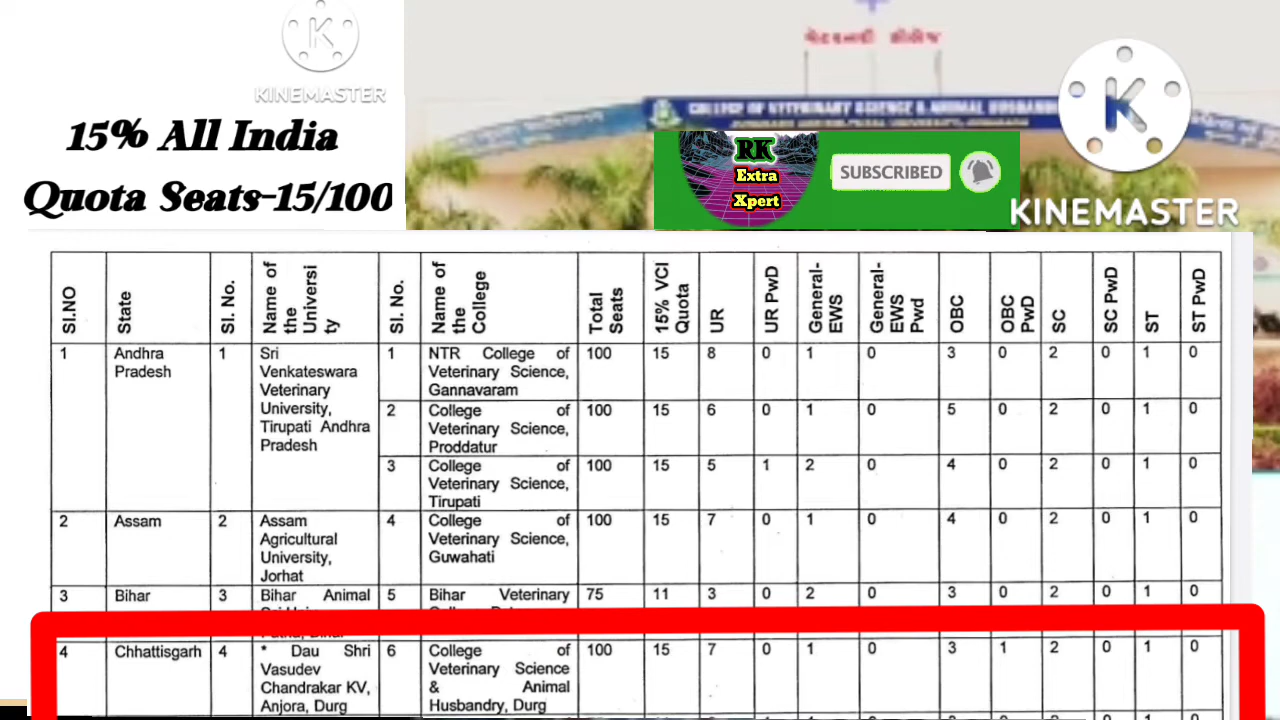 KINEMASTER
15% All India
Quota Seats-15/100
વેટરનરી કોલેજ
COLLEGE OF VETERINARY SCIENCE & ANIMAL HUSBANDRY
RK
Extra
Xpert
SUBSCRIBED
K
KINEMASTER
Sl.NO State Sl. No. Name of the Universi ty Sl. No. Name of the College Total Seats 15% VCI Quota UR UR PwD General-EWS General-EWS Pwd OBC OBC PwD SC SC PwD ST ST PwD
1 Andhra 1 Sri 1 NTR College of 100 15 8 0 1 0 3 0 2 0 1 0
Pradesh Venkateswara Veterinary Science,
Veterinary Gannavaram
University, 2 College of 100 15 6 0 1 0 5 0 2 0 1 0
Tirupati Andhra Veterinary Science,
Pradesh Proddatur
3 College of 100 15 5 1 2 0 4 0 2 0 1 0
Veterinary Science,
Tirupati
2 Assam 2 Assam 4 College of 100 15 7 0 1 0 4 0 2 0 1 0
Agricultural Veterinary Science,
University, Guwahati
Jorhat
3 Bihar 3 Bihar Animal 5 Bihar Veterinary 75 11 3 0 2 0 3 0 2 0 1 0
4 Chhattisgarh 4 * Dau Shri 6 College of 100 15 7 0 1 0 3 1 2 0 1 0
Vasudev Veterinary Science
Chandrakar KV, & Animal
Anjora, Durg Husbandry, Durg